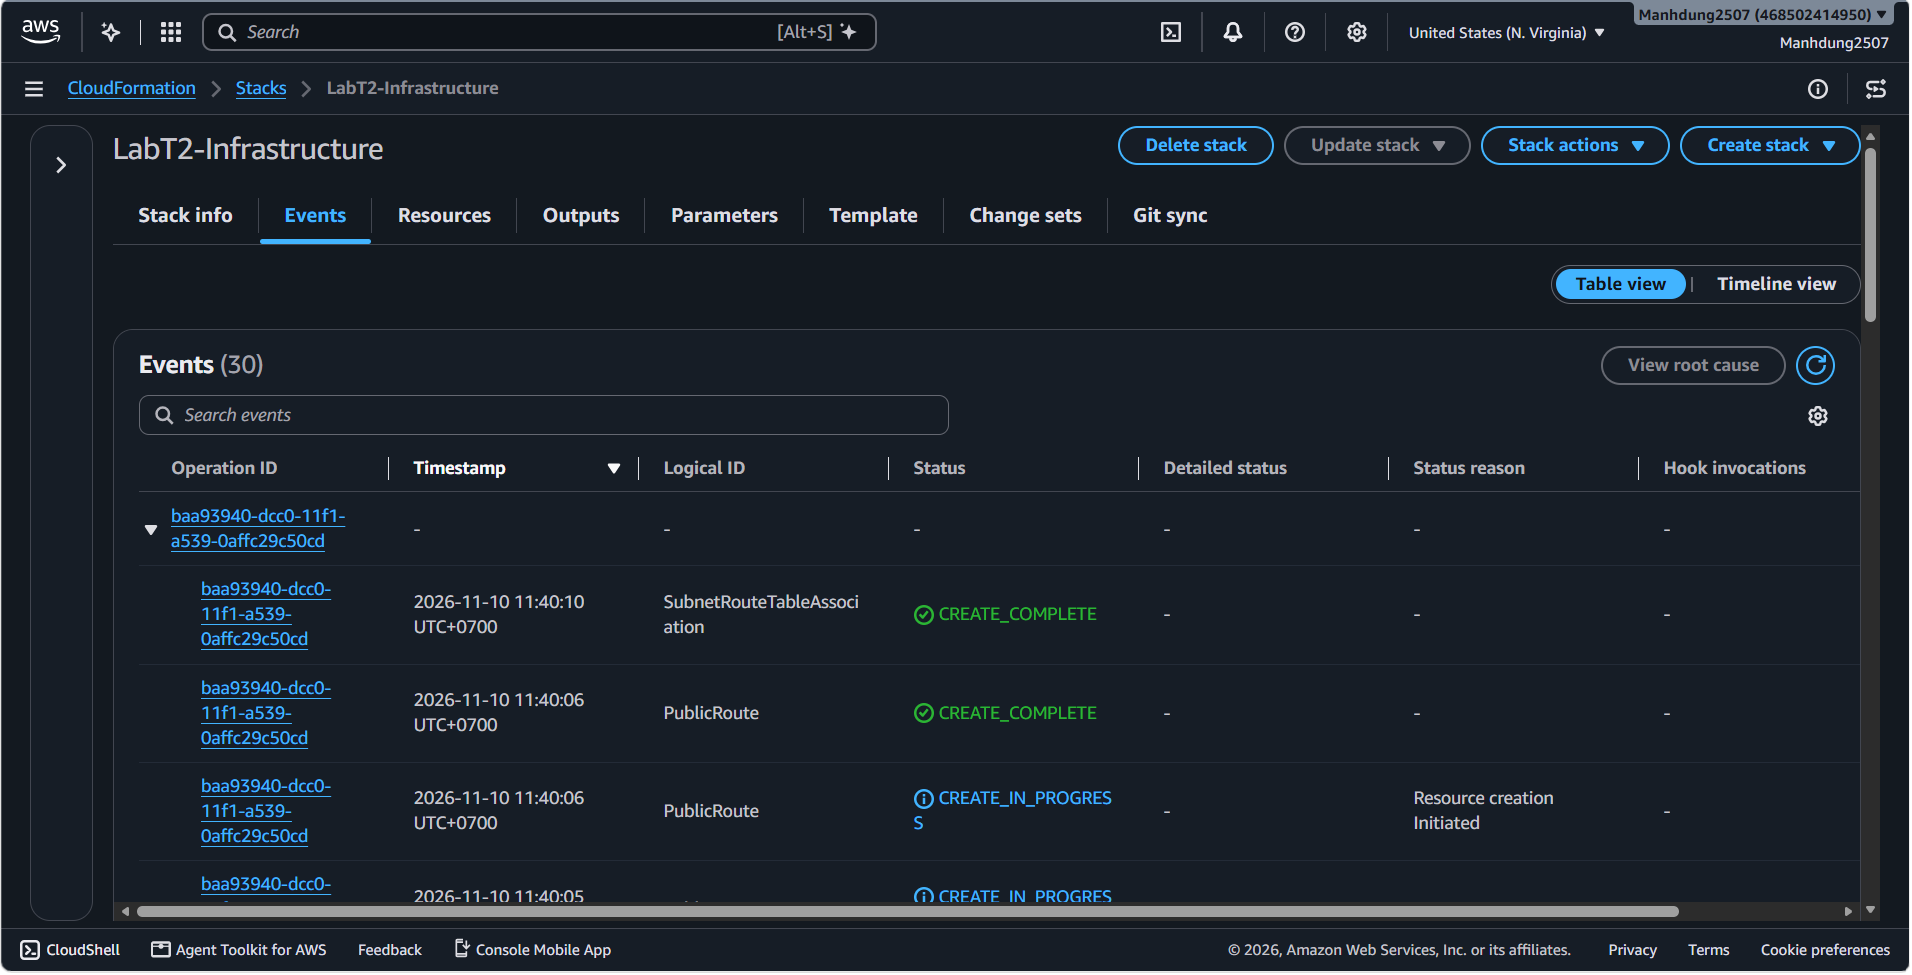 aws
Search [Alt+S]
United States (N. Virginia)
Manhdung2507 (468502414950)
Manhdung2507
CloudFormation
Stacks
LabT2-Infrastructure
LabT2-Infrastructure
Delete stack
Update stack
Stack actions
Create stack
Stack info
Events
Resources
Outputs
Parameters
Template
Change sets
Git sync
Table view
Timeline view
Events (30)
View root cause
Search events
Operation ID
Timestamp
Logical ID
Status
Detailed status
Status reason
Hook invocations
baa93940-dcc0-11f1-
a539-0affc29c50cd
-
-
-
-
-
-
baa93940-dcc0-
11f1-a539-
0affc29c50cd
2026-11-10 11:40:10
UTC+0700
SubnetRouteTableAssoci
ation
CREATE_COMPLETE
-
-
-
baa93940-dcc0-
11f1-a539-
0affc29c50cd
2026-11-10 11:40:06
UTC+0700
PublicRoute
CREATE_COMPLETE
-
-
-
baa93940-dcc0-
11f1-a539-
0affc29c50cd
2026-11-10 11:40:06
UTC+0700
PublicRoute
CREATE_IN_PROGRES
S
-
Resource creation
Initiated
-
baa93940-dcc0-
2026-11-10 11:40:05
CREATE_IN_PROGRES
CloudShell
Agent Toolkit for AWS
Feedback
Console Mobile App
© 2026, Amazon Web Services, Inc. or its affiliates.
Privacy
Terms
Cookie preferences